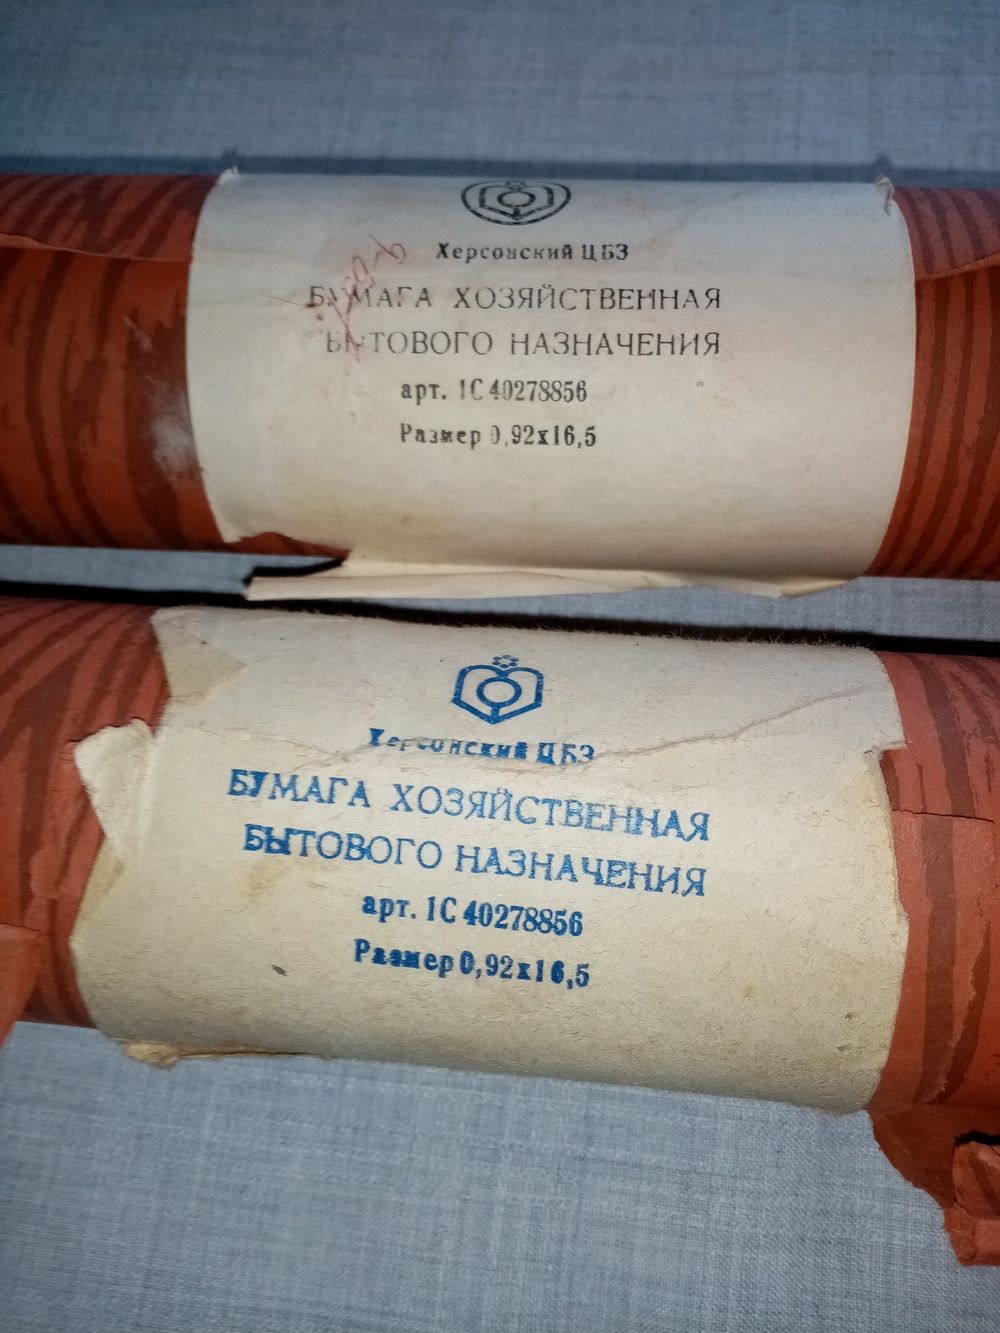 Херсонский ЦБЗ
БУМАГА ХОЗЯЙСТВЕННАЯ
БЫТОВОГО НАЗНАЧЕНИЯ
арт. 1С 40278856
Размер 0,92х16,5
Херсонский ЦБЗ
БУМАГА ХОЗЯЙСТВЕННАЯ
БЫТОВОГО НАЗНАЧЕНИЯ
арт. 1С 40278856
Размер 0,92х16,5